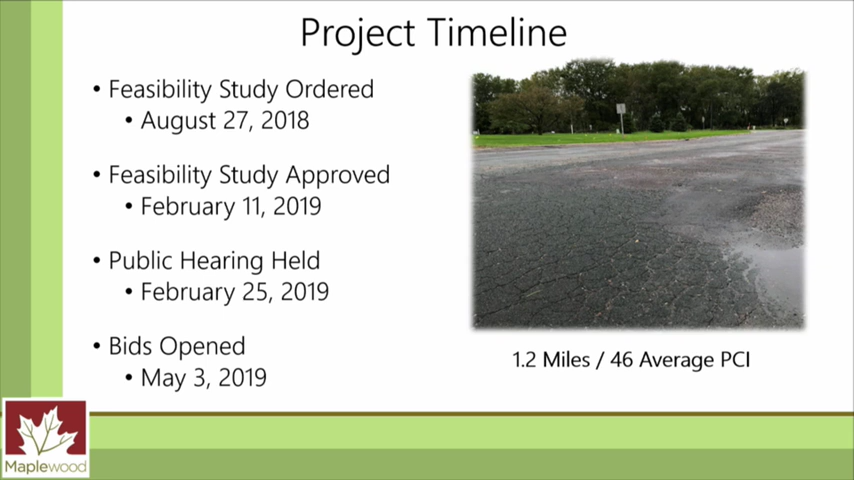 Project Timeline
• Feasibility Study Ordered
• August 27, 2018
• Feasibility Study Approved
• February 11, 2019
• Public Hearing Held
• February 25, 2019
• Bids Opened
• May 3, 2019
1.2 Miles / 46 Average PCI
Maplewood